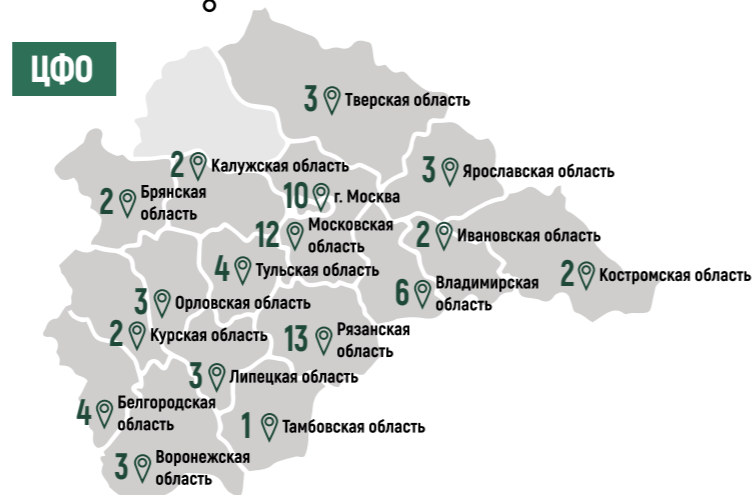 ЦФО
3 Тверская область
2 Калужская область
3 Ярославская область
2 Брянская
область
10 г. Москва
12 Московская
область
2 Ивановская область
4 Тульская область
2 Костромская область
6 Владимирская
область
3 Орловская область
2 Курская область
13 Рязанская
область
3 Липецкая область
4 Белгородская
область
1 Тамбовская область
3 Воронежская
область